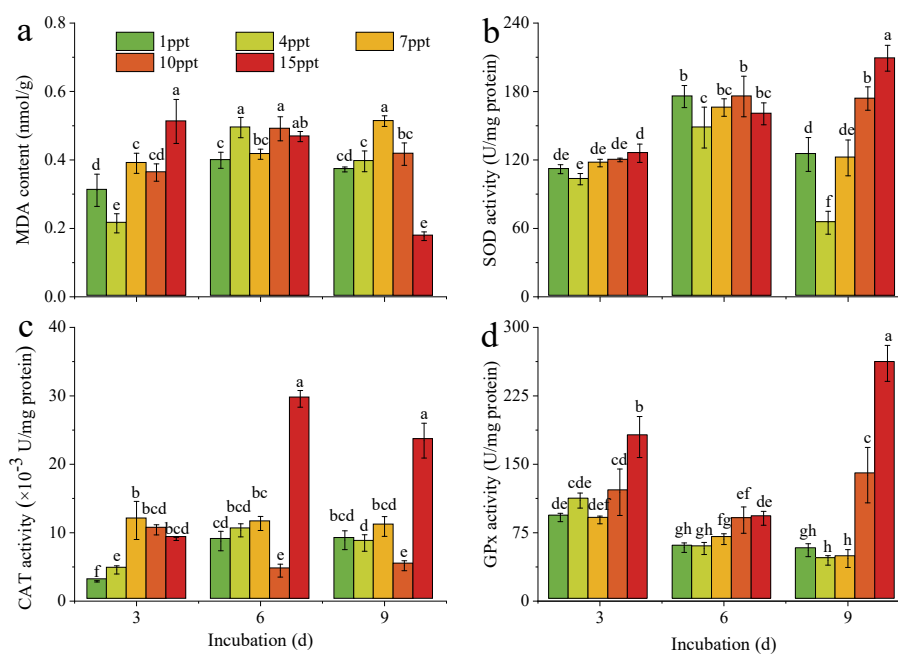 a
MDA content (nmol/g)
0.8
0.6
0.4
0.2
0.0
1ppt 4ppt 7ppt
10ppt 15ppt
d e c cd a
c a bc a ab
cd c a bc e
b
SOD activity (U/mg protein)
240
180
120
60
0
de e de de d
b c bc b bc
de f de b a
c
CAT activity (×10⁻³ U/mg protein)
40
30
20
10
0
f e b bcd bcd
cd bcd bc e a
bcd d bcd e a
3 6 9
Incubation (d)
d
GPx activity (U/mg protein)
300
225
150
75
0
de cd def cd b
gh gh fg ef de
gh h h c a
3 6 9
Incubation (d)